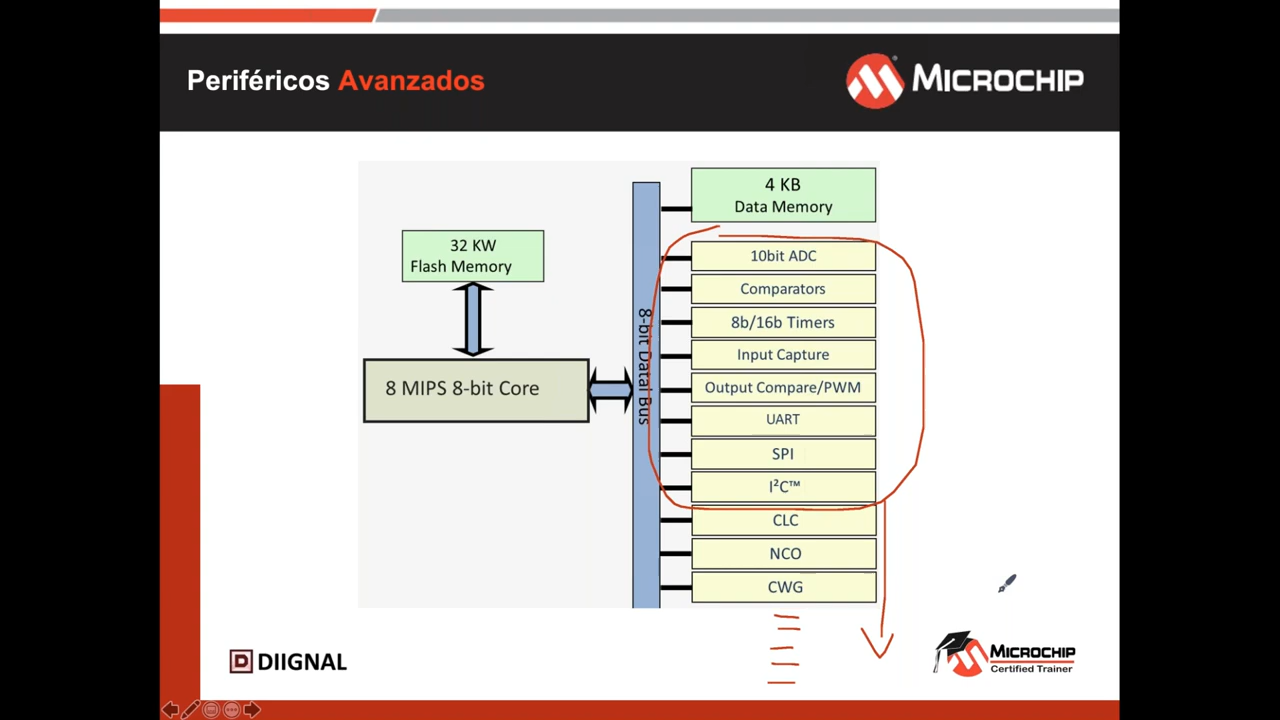 Periféricos Avanzados
MICROCHIP
4 KB
Data Memory
32 KW
Flash Memory
8 MIPS 8-bit Core
8-bit Datal Bus
10bit ADC
Comparators
8b/16b Timers
Input Capture
Output Compare/PWM
UART
SPI
I²C™
CLC
NCO
CWG
D DIIGNAL
MICROCHIP
Certified Trainer